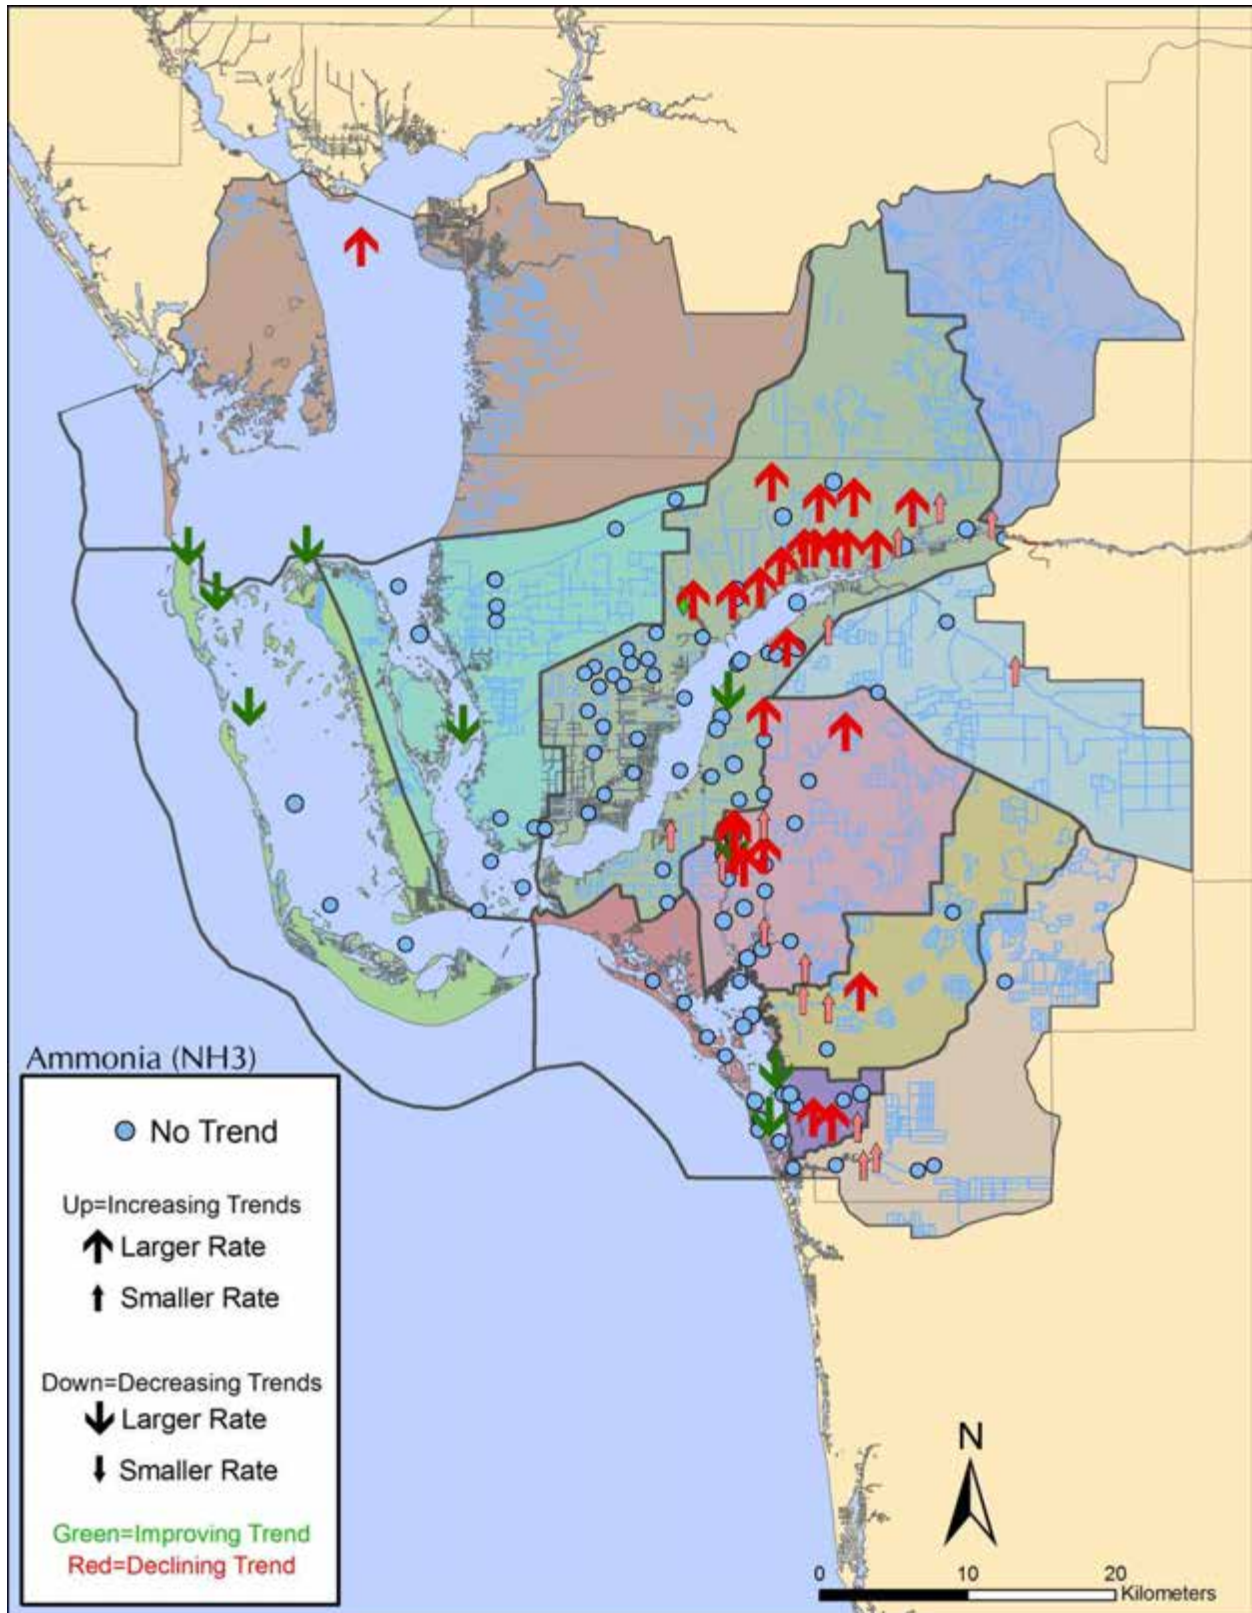 Ammonia (NH3)
No Trend
Up=Increasing Trends
Larger Rate
Smaller Rate
Down=Decreasing Trends
Larger Rate
Smaller Rate
Green=Improving Trend
Red=Declining Trend
N
0 10 20
Kilometers